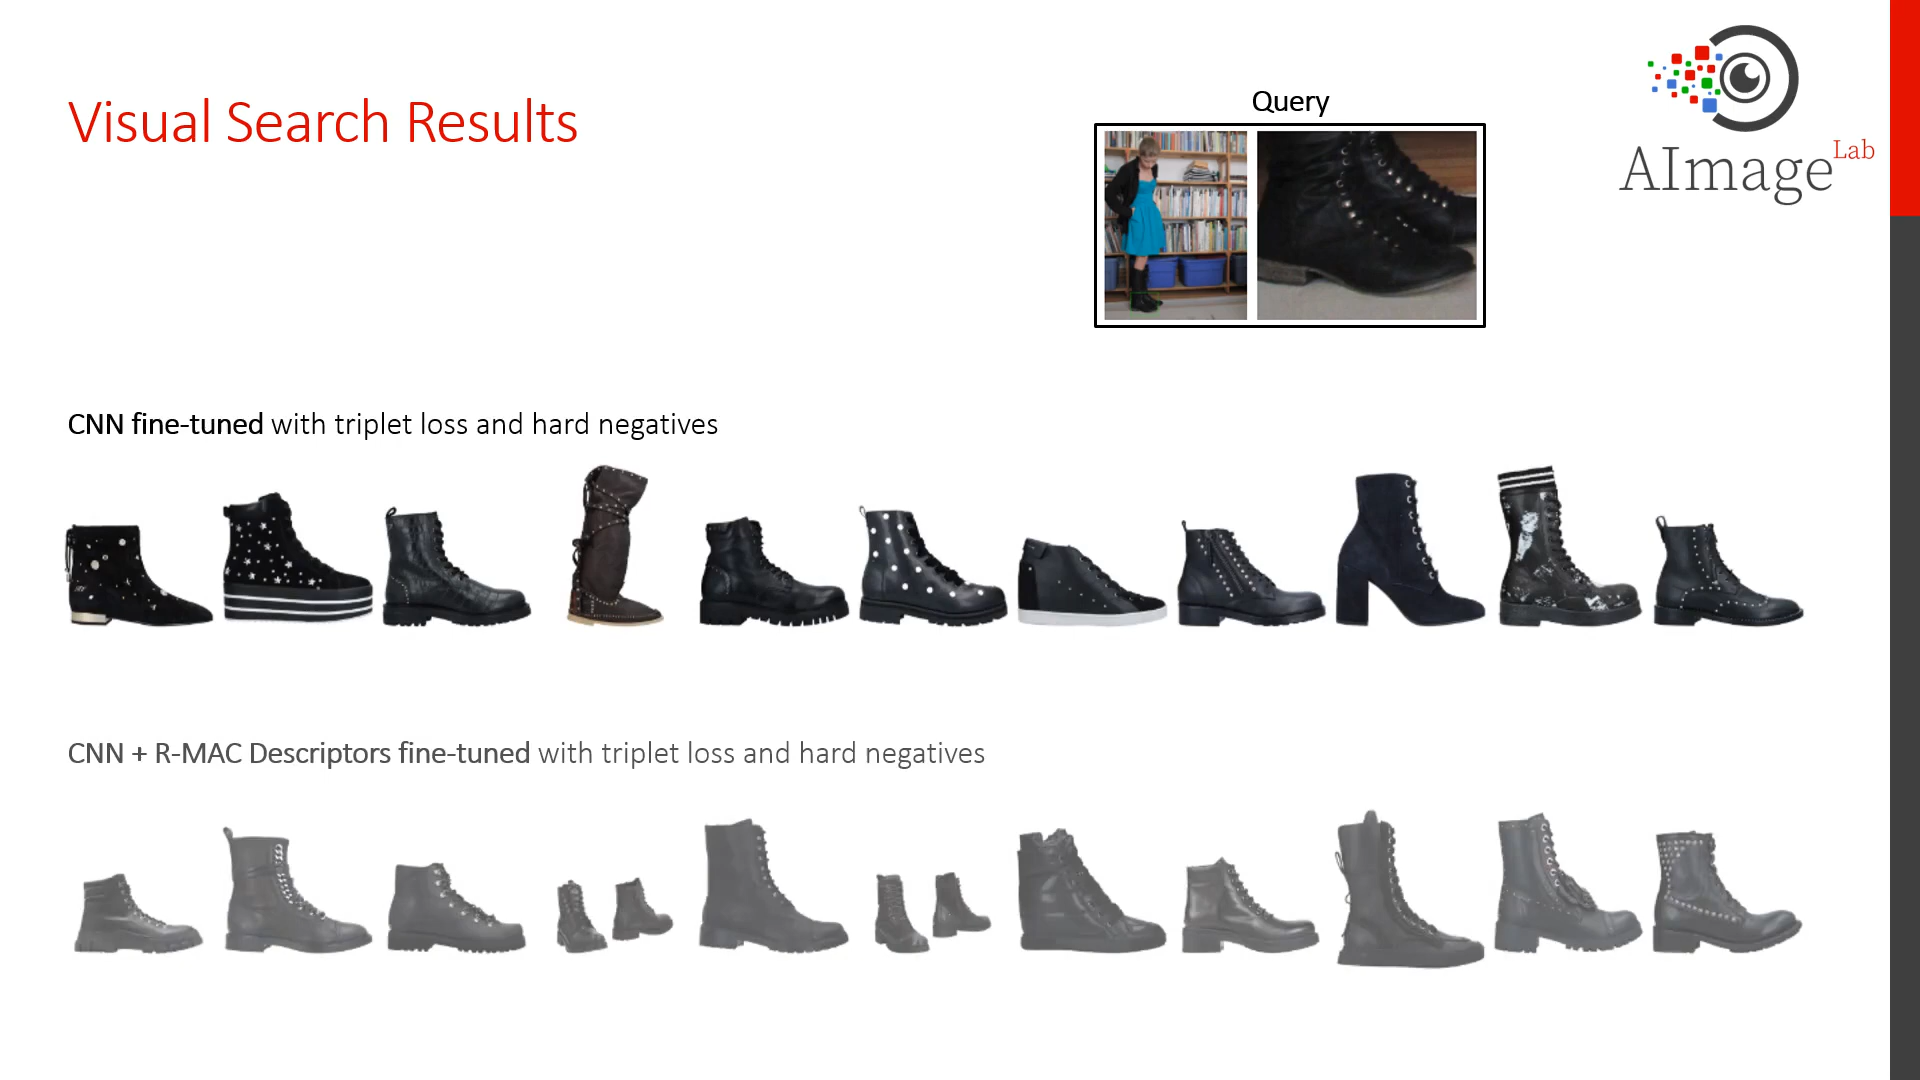 Visual Search Results
Query
AImage Lab
CNN fine-tuned with triplet loss and hard negatives
CNN + R-MAC Descriptors fine-tuned with triplet loss and hard negatives